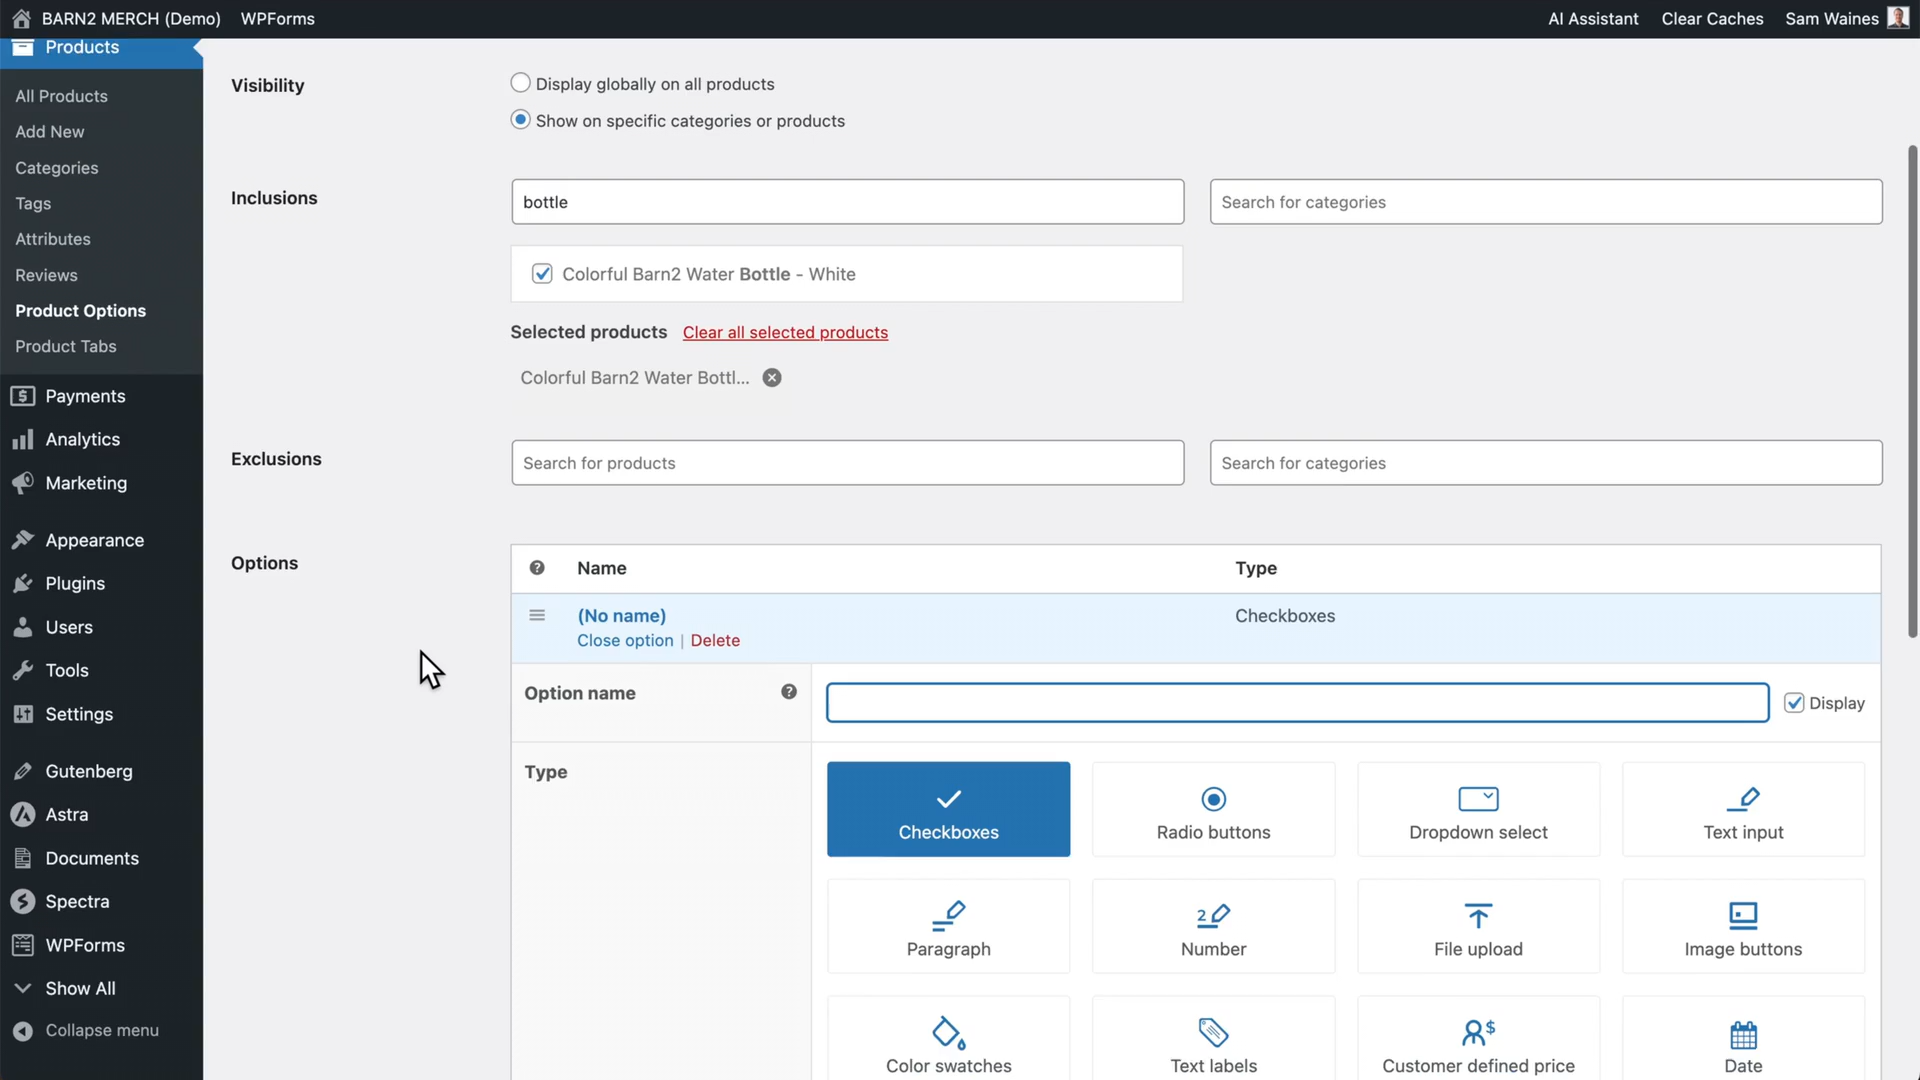 BARN2 MERCH (Demo) WPForms AI Assistant Clear Caches Sam Waines
Products
All Products
Add New
Categories
Tags
Attributes
Reviews
Product Options
Product Tabs
Payments
Analytics
Marketing
Appearance
Plugins
Users
Tools
Settings
Gutenberg
Astra
Documents
Spectra
WPForms
Show All
Collapse menu
Visibility
Display globally on all products
Show on specific categories or products
Inclusions
bottle
Search for categories
Colorful Barn2 Water Bottle - White
Selected products Clear all selected products
Colorful Barn2 Water Bottl...
Exclusions
Search for products
Search for categories
Options
Name Type
(No name) Checkboxes
Close option | Delete
Option name
Display
Type
Checkboxes Radio buttons Dropdown select Text input
Paragraph Number File upload Image buttons
Color swatches Text labels Customer defined price Date